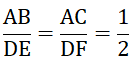 AB/DE = AC/DF = 1/2